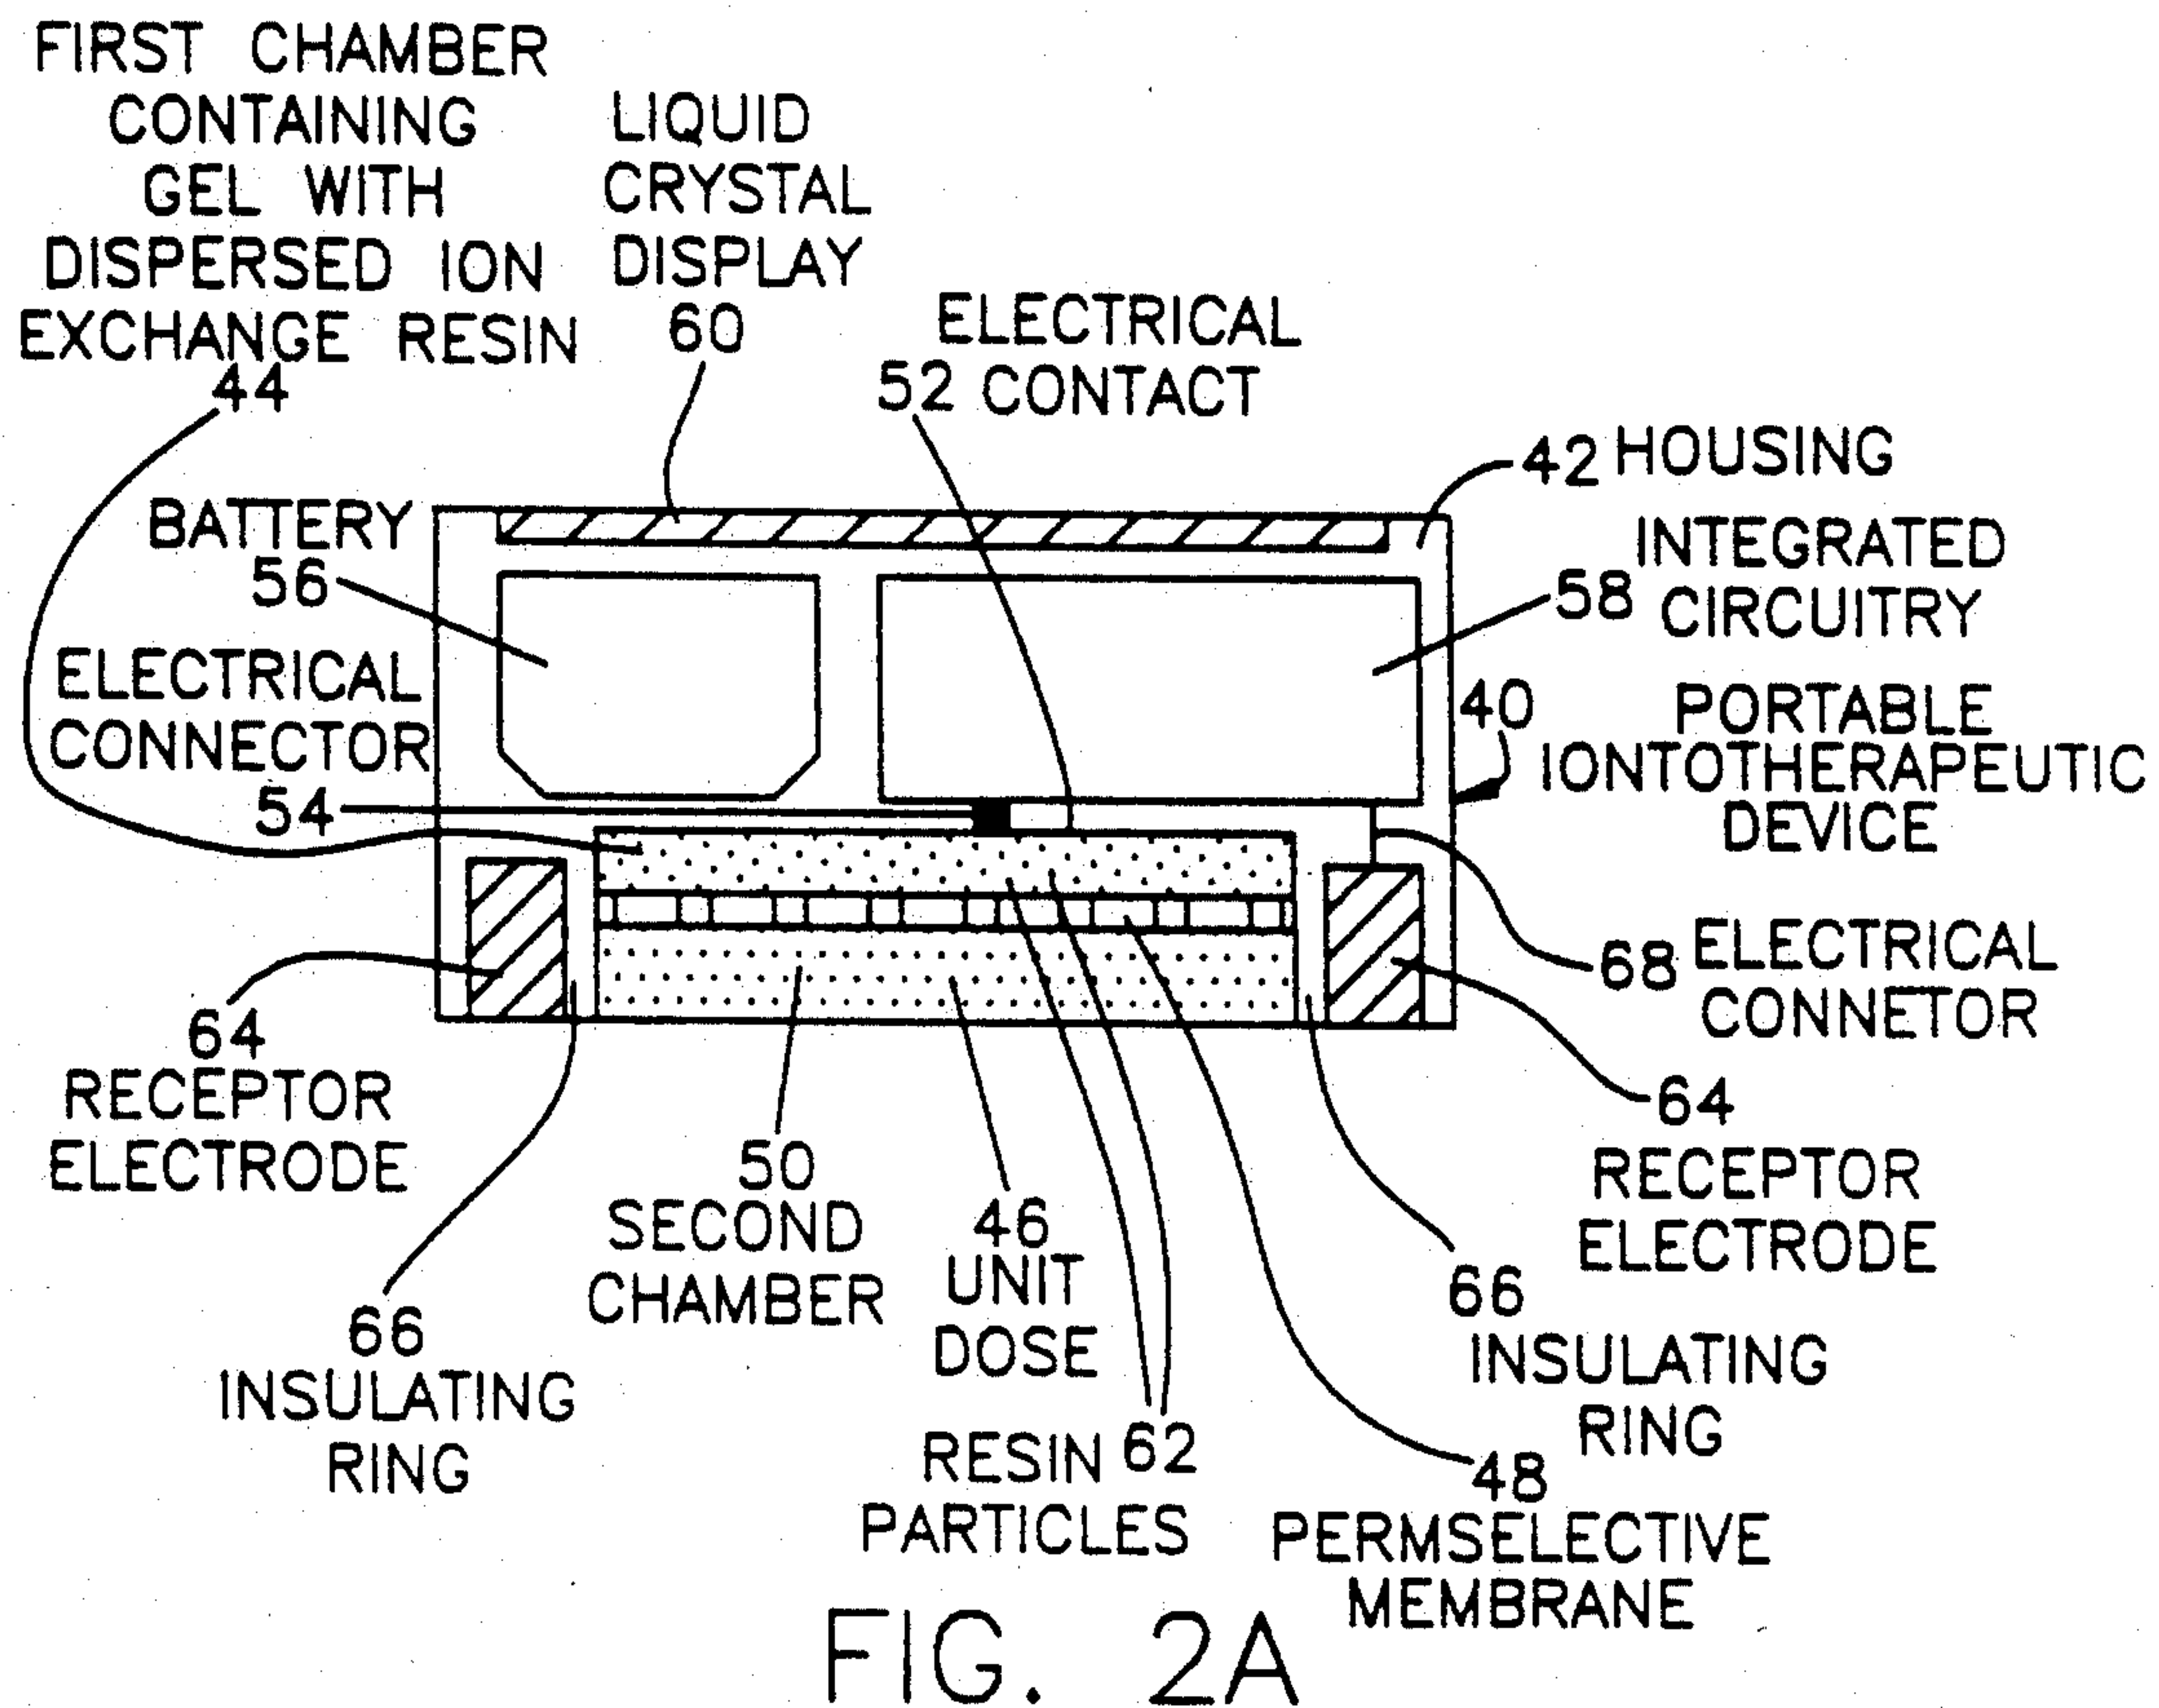 FIRST CHAMBER
CONTAINING
GEL WITH
DISPERSED ION
EXCHANGE RESIN
44
LIQUID
CRYSTAL
DISPLAY
60
ELECTRICAL
52 CONTACT
42 HOUSING
BATTERY
56
INTEGRATED
58 CIRCUITRY
ELECTRICAL
CONNECTOR
54
40 PORTABLE
IONTOTHERAPEUTIC
DEVICE
68 ELECTRICAL
CONNETOR
64
RECEPTOR
ELECTRODE
64
RECEPTOR
ELECTRODE
50
SECOND
CHAMBER
46
UNIT
DOSE
66
INSULATING
RING
66
INSULATING
RING
RESIN 62
PARTICLES
48
PERMSELECTIVE
MEMBRANE
FIG. 2A